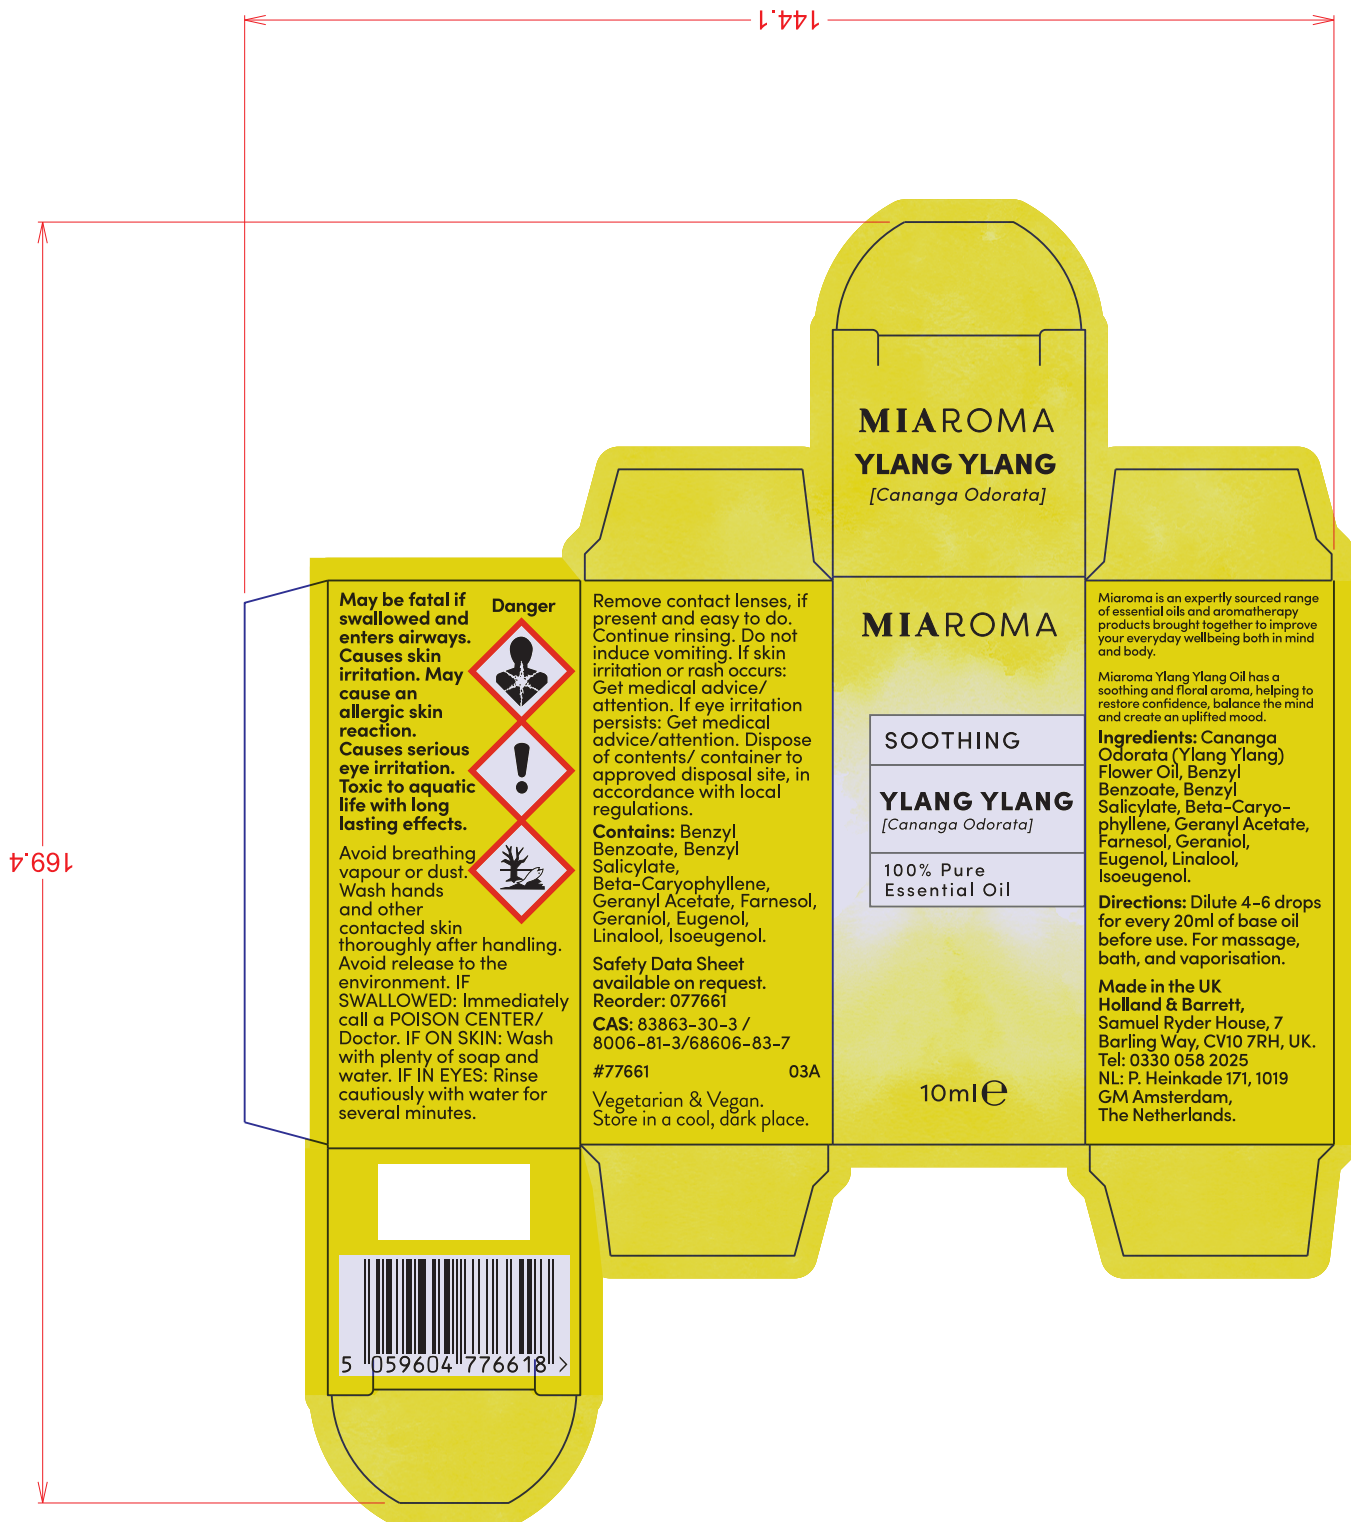 144.1
169.4
MIAROMA
YLANG YLANG
[Cananga Odorata]
May be fatal if
swallowed and
enters airways.
Causes skin
irritation. May
cause an
allergic skin
reaction.
Causes serious
eye irritation.
Toxic to aquatic
life with long
lasting effects.
Danger
Avoid breathing
vapour or dust.
Wash hands
and other
contacted skin
thoroughly after handling.
Avoid release to the
environment. IF
SWALLOWED: Immediately
call a POISON CENTER/
Doctor. IF ON SKIN: Wash
with plenty of soap and
water. IF IN EYES: Rinse
cautiously with water for
several minutes.
Remove contact lenses, if
present and easy to do.
Continue rinsing. Do not
induce vomiting. If skin
irritation or rash occurs:
Get medical advice/
attention. If eye irritation
persists: Get medical
advice/attention. Dispose
of contents/ container to
approved disposal site, in
accordance with local
regulations.
Contains: Benzyl
Benzoate, Benzyl
Salicylate,
Beta-Caryophyllene,
Geranyl Acetate, Farnesol,
Geraniol, Eugenol,
Linalool, Isoeugenol.
Safety Data Sheet
available on request.
Reorder: 077661
CAS: 83863-30-3 /
8006-81-3/68606-83-7
#77661 03A
Vegetarian & Vegan.
Store in a cool, dark place.
MIAROMA
SOOTHING
YLANG YLANG
[Cananga Odorata]
100% Pure
Essential Oil
10ml ℮
Miaroma is an expertly sourced range
of essential oils and aromatherapy
products brought together to improve
your everyday wellbeing both in mind
and body.
Miaroma Ylang Ylang Oil has a
soothing and floral aroma, helping to
restore confidence, balance the mind
and create an uplifted mood.
Ingredients: Cananga
Odorata (Ylang Ylang)
Flower Oil, Benzyl
Benzoate, Benzyl
Salicylate, Beta-Caryo-
phyllene, Geranyl Acetate,
Farnesol, Geraniol,
Eugenol, Linalool,
Isoeugenol.
Directions: Dilute 4-6 drops
for every 20ml of base oil
before use. For massage,
bath, and vaporisation.
Made in the UK
Holland & Barrett,
Samuel Ryder House, 7
Barling Way, CV10 7RH, UK.
Tel: 0330 058 2025
NL: P. Heinkade 171, 1019
GM Amsterdam,
The Netherlands.
5 059604 776618 >